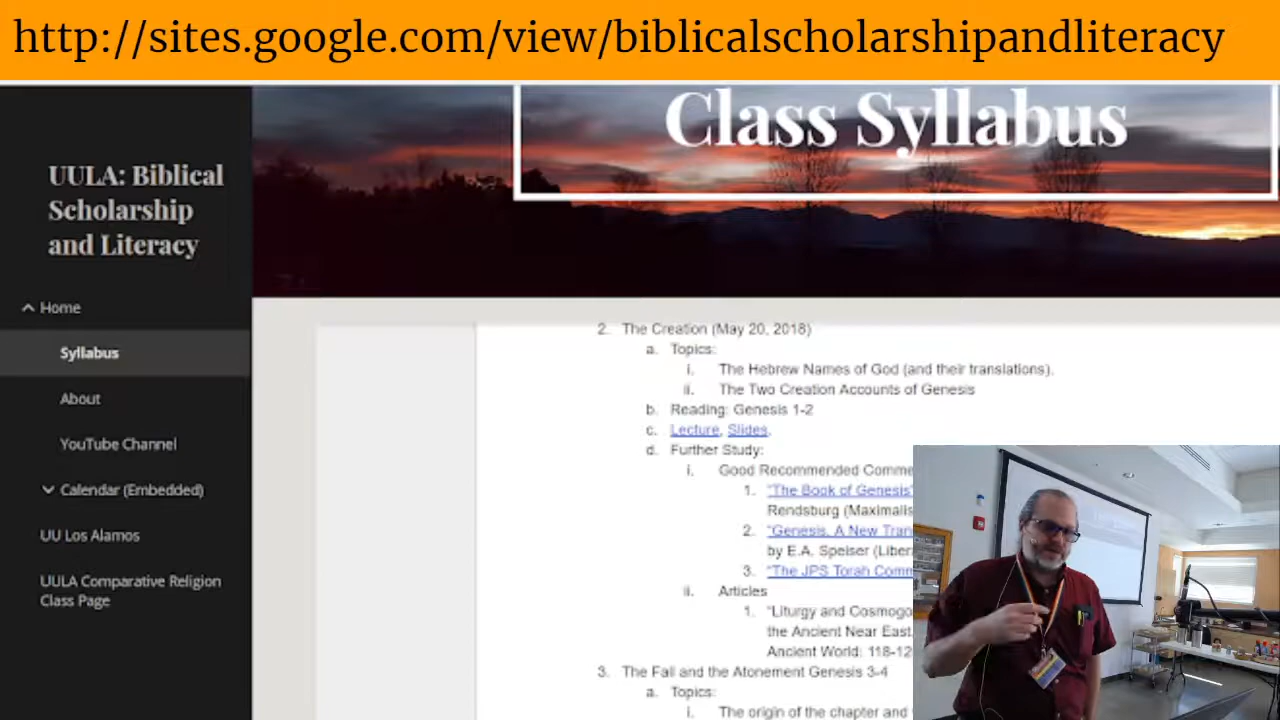 http://sites.google.com/view/biblicalscholarshipandliteracy
Class Syllabus
UULA: Biblical
Scholarship
and Literacy
Home
Syllabus
About
YouTube Channel
Calendar (Embedded)
UU Los Alamos
UULA Comparative Religion
Class Page
2. The Creation (May 20, 2018)
a. Topics:
i. The Hebrew Names of God (and their translations).
ii. The Two Creation Accounts of Genesis
b. Reading: Genesis 1-2
c. Lecture, Slides,
d. Further Study:
i. Good Recommended Comme
1. "The Book of Genesis"
Rendsburg (Maximalis
2. "Genesis, A New Tran
by E.A. Speiser (Liber
3. "The JPS Torah Comm
ii. Articles
1. "Liturgy and Cosmogo
the Ancient Near East.
Ancient World: 118-12
3. The Fall and the Atonement Genesis 3-4
a. Topics:
i. The origin of the chapter and